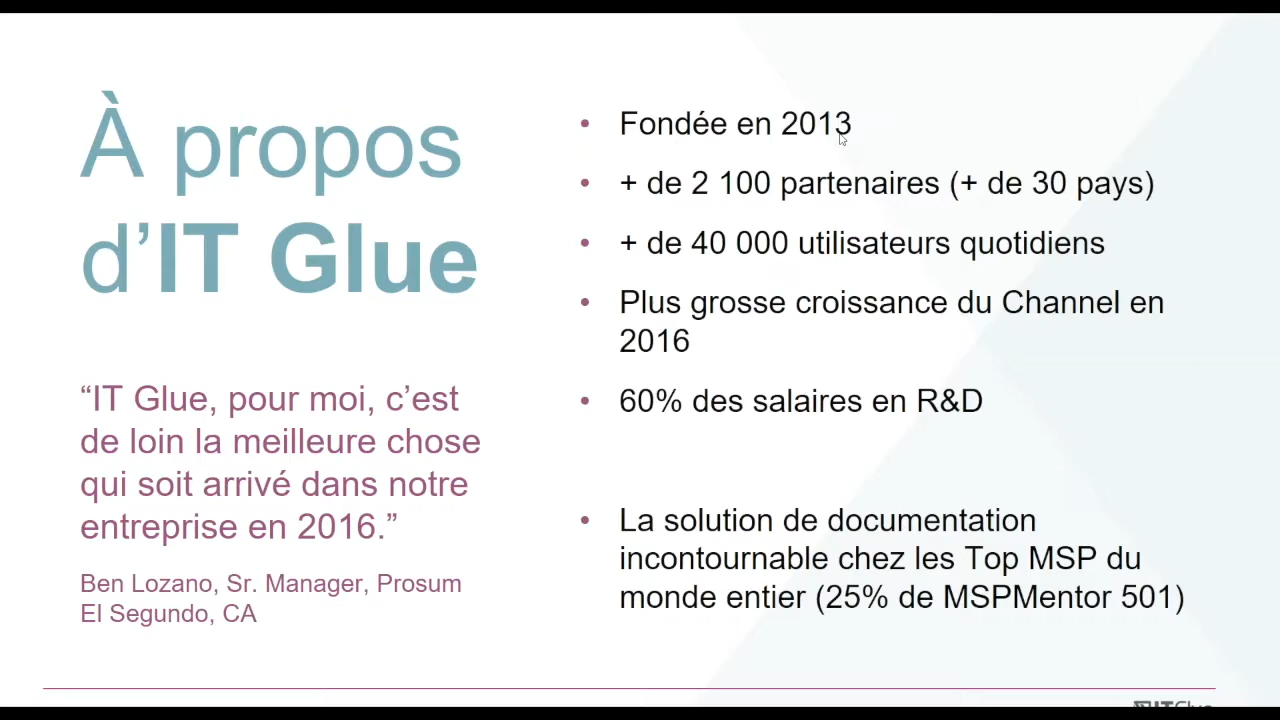 À propos
d’IT Glue
“IT Glue, pour moi, c’est
de loin la meilleure chose
qui soit arrivé dans notre
entreprise en 2016.”
Ben Lozano, Sr. Manager, Prosum
El Segundo, CA
• Fondée en 2013
• + de 2 100 partenaires (+ de 30 pays)
• + de 40 000 utilisateurs quotidiens
• Plus grosse croissance du Channel en
2016
• 60% des salaires en R&D
• La solution de documentation
incontournable chez les Top MSP du
monde entier (25% de MSPMentor 501)
ITGlue